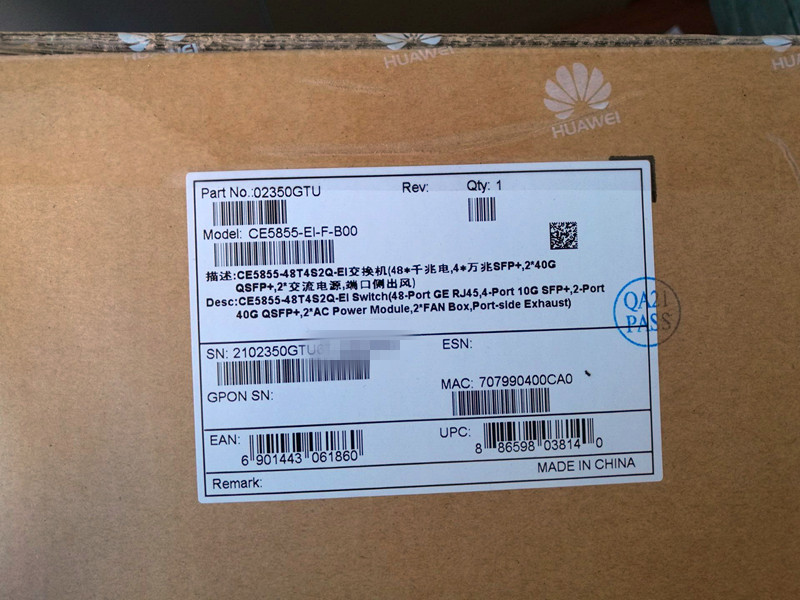 HUAWEI
HUAWEI
HUAWEI
Part No.:02350GTU
Rev:
Qty: 1
Model: CE5855-EI-F-B00
描述:CE5855-48T4S2Q-EI交换机(48*千兆电,4*万兆SFP+,2*40G
QSFP+,2*交流电源,端口侧出风)
Desc:CE5855-48T4S2Q-EI Switch(48-Port GE RJ45,4-Port 10G SFP+,2-Port
40G QSFP+,2*AC Power Module,2*FAN Box,Port-side Exhaust)
QA21
PASS
SN: 2102350GTU
ESN:
GPON SN:
MAC: 707990400CA0
EAN:
6 901443 061860
UPC:
8 86598 03814 0
MADE IN CHINA
Remark: